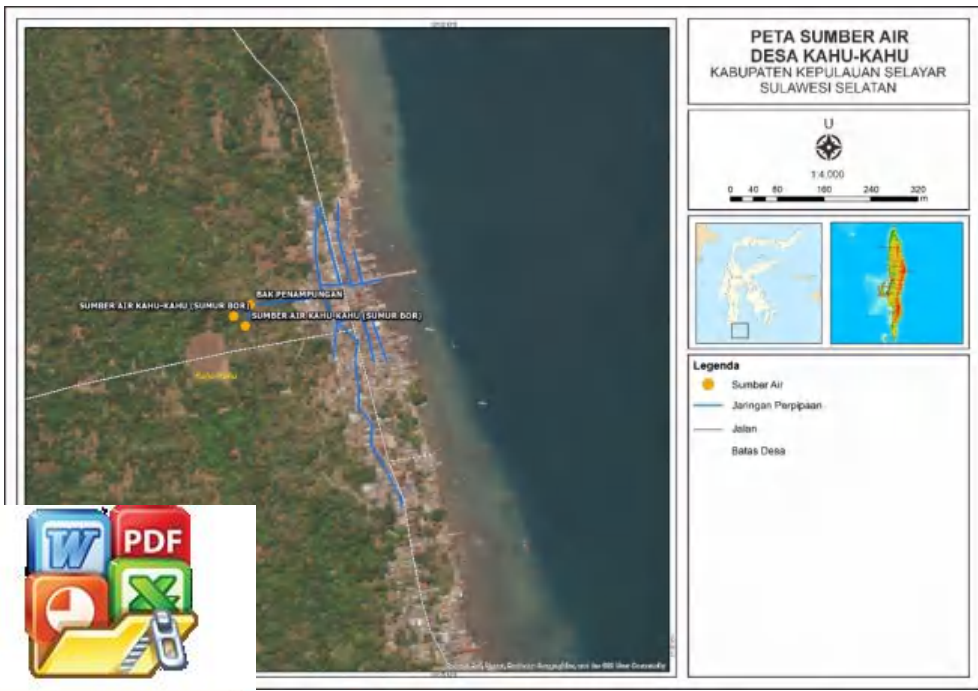 PETA SUMBER AIR
DESA KAHU-KAHU
KABUPATEN KEPULAUAN SELAYAR
SULAWESI SELATAN
U
1:4,000
0 40 80 160 240 320
m
BAK PENAMPUNGAN
SUMBER AIR KAHU-KAHU (SUMUR BOR)
SUMBER AIR KAHU-KAHU (SUMUR BOR)
Legenda
Sumber Air
Jaringan Perpipaan
Jalan
Batas Desa
W
PDF
X